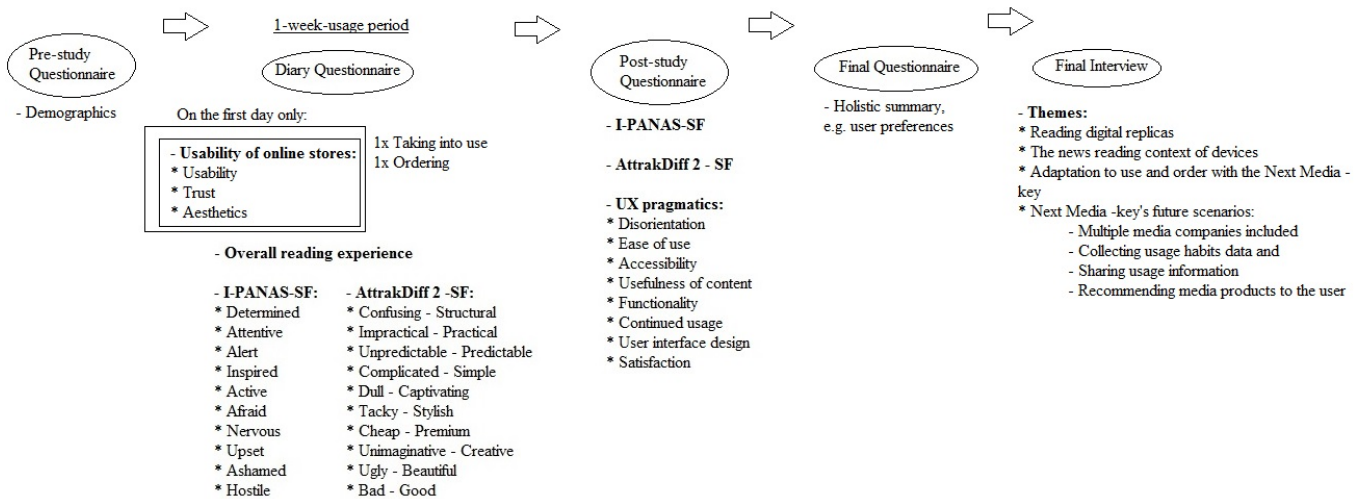 1-week-usage period
Pre-study
Questionnaire
- Demographics
Diary Questionnaire
On the first day only:
- Usability of online stores:
* Usability
* Trust
* Aesthetics
1x Taking into use
1x Ordering
- Overall reading experience
- I-PANAS-SF:
* Determined
* Attentive
* Alert
* Inspired
* Active
* Afraid
* Nervous
* Upset
* Ashamed
* Hostile
- AttrakDiff 2 -SF:
* Confusing - Structural
* Impractical - Practical
* Unpredictable - Predictable
* Complicated - Simple
* Dull - Captivating
* Tacky - Stylish
* Cheap - Premium
* Unimaginative - Creative
* Ugly - Beautiful
* Bad - Good
Post-study
Questionnaire
- I-PANAS-SF
- AttrakDiff 2 - SF
- UX pragmatics:
* Disorientation
* Ease of use
* Accessibility
* Usefulness of content
* Functionality
* Continued usage
* User interface design
* Satisfaction
Final Questionnaire
- Holistic summary,
e.g. user preferences
Final Interview
- Themes:
* Reading digital replicas
* The news reading context of devices
* Adaptation to use and order with the Next Media -
key
* Next Media -key's future scenarios:
- Multiple media companies included
- Collecting usage habits data and
- Sharing usage information
- Recommending media products to the user